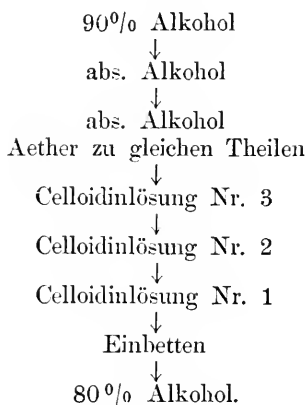 90% Alkohol
↓
abs. Alkohol
↓
abs. Alkohol
Aether zu gleichen Theilen
↓
Celloidinlösung Nr. 3
↓
Celloidinlösung Nr. 2
↓
Celloidinlösung Nr. 1
↓
Einbetten
↓
80% Alkohol.